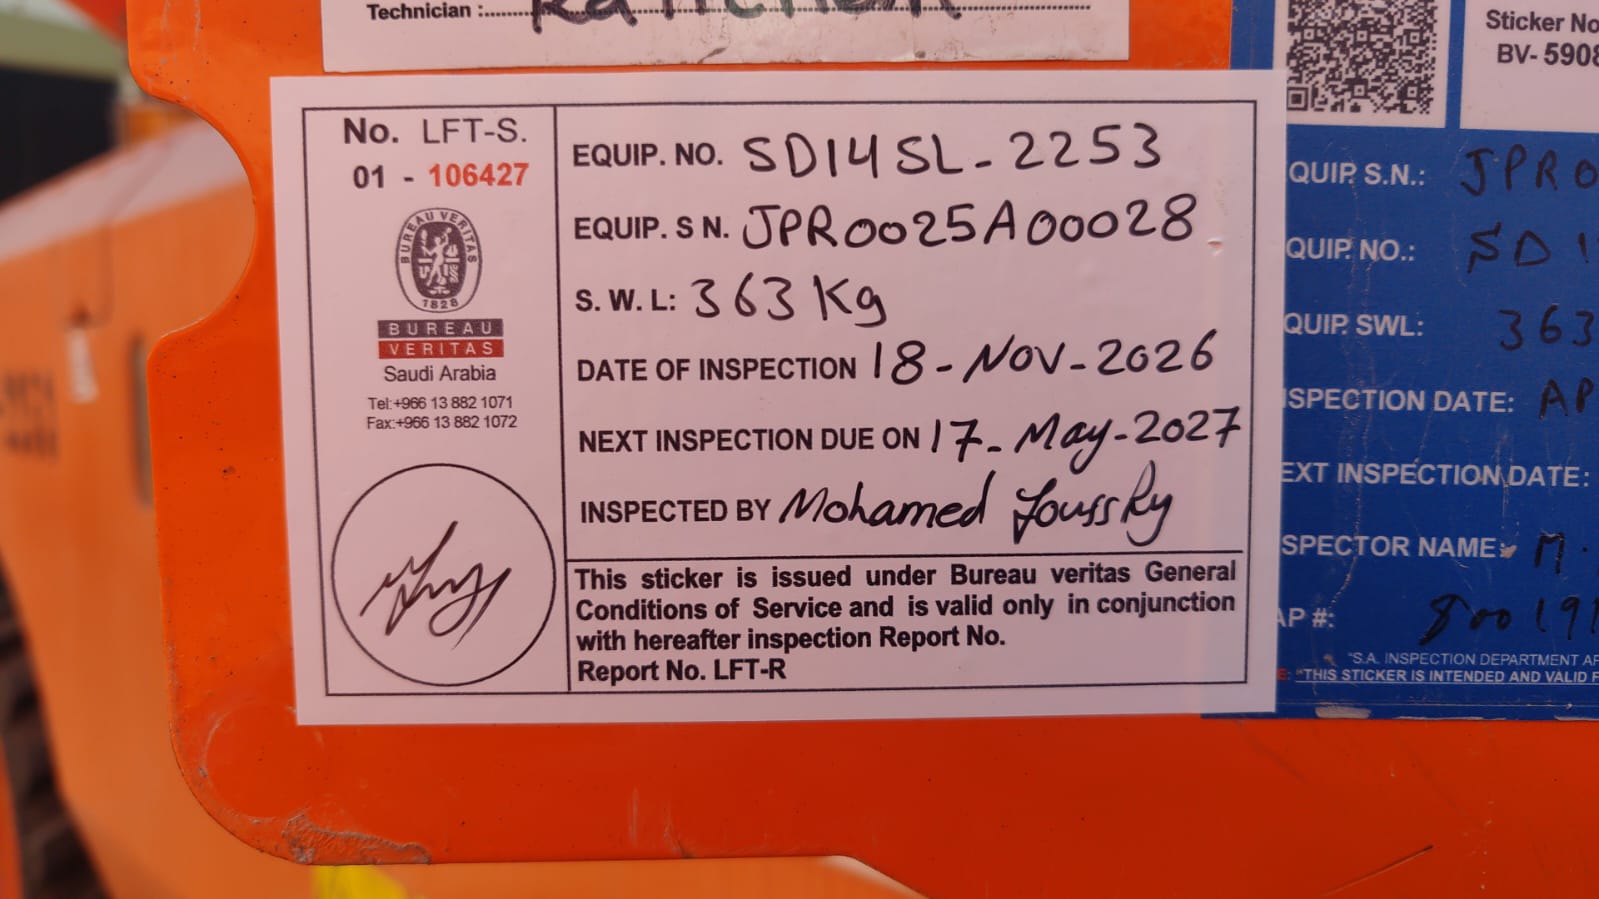 Technician :
No. LFT-S.
01 - 106427
BUREAU VERITAS
1828
BUREAU
VERITAS
Saudi Arabia
Tel:+966 13 882 1071
Fax:+966 13 882 1072
EQUIP. NO. SD14SL-2253
EQUIP. S N. JPR0025A00028
S. W. L: 363 Kg
DATE OF INSPECTION 18-Nov-2026
NEXT INSPECTION DUE ON 17-May-2027
INSPECTED BY Mohamed Youssky
This sticker is issued under Bureau veritas General
Conditions of Service and is valid only in conjunction
with hereafter inspection Report No.
Report No. LFT-R
Sticker No
BV- 5908
QUIP. S.N.: JPR0
QUIP. NO.: SD1
QUIP. SWL: 363
SPECTION DATE: AP
EXT INSPECTION DATE:
SPECTOR NAME: M.
AP #: 80019
"S.A. INSPECTION DEPARTMENT AP
E: "THIS STICKER IS INTENDED AND VALID F